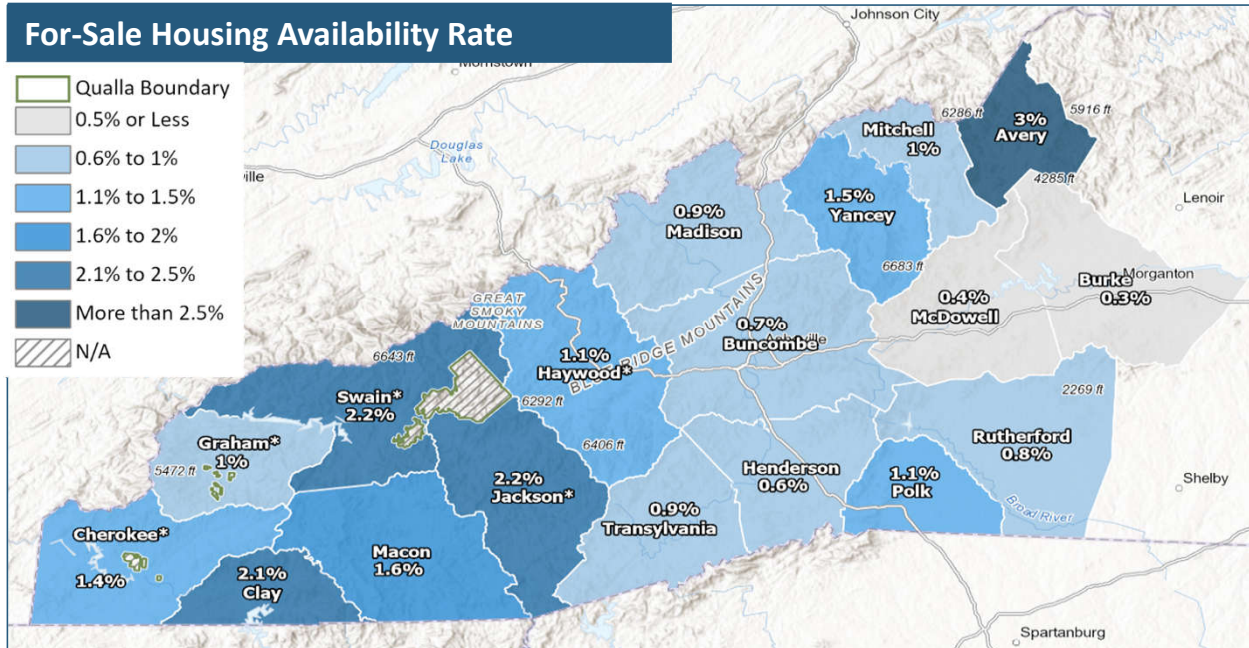 For-Sale Housing Availability Rate
Qualla Boundary
0.5% or Less
0.6% to 1%
1.1% to 1.5%
1.6% to 2%
2.1% to 2.5%
More than 2.5%
N/A
Johnson City
Douglas
Lake
ville
6286 ft
5916 ft
3%
Avery
Mitchell
1%
4285 ft
Lenoir
1.5%
Yancey
0.9%
Madison
6683 ft
Morganton
Burke
0.3%
0.4%
McDowell
GREAT
SMOKY
MOUNTAINS
BLUE RIDGE MOUNTAINS
0.7%
Buncombe
1.1%
Haywood*
6643 ft
Swain*
2.2%
6292 ft
2269 ft
6406 ft
Graham*
1%
5472 ft
Rutherford
0.8%
Henderson
0.6%
1.1%
Polk
Shelby
2.2%
Jackson*
0.9%
Transylvania
Broad River
Cherokee*
1.4%
Macon
1.6%
2.1%
Clay
Spartanburg